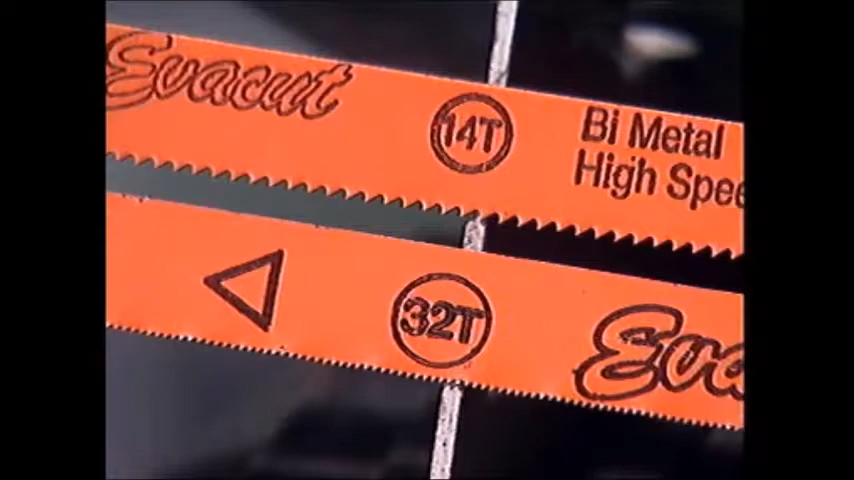 Evacut
14T
Bi Metal
High Spee
32T
Eva